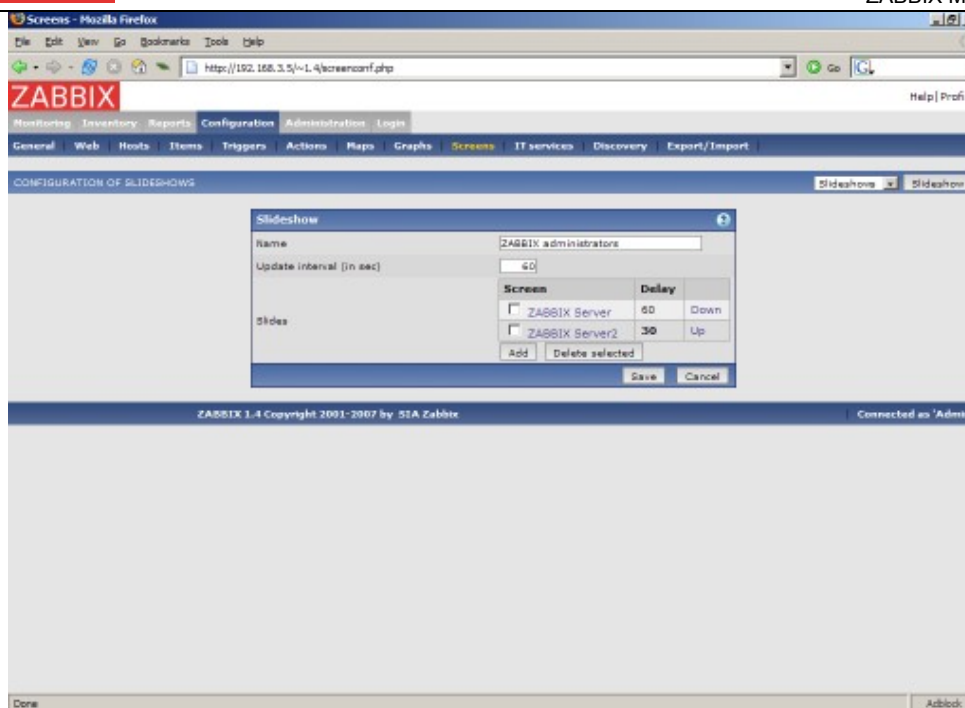 ZABBIX M
Screens - Mozilla Firefox
File Edit View Go Bookmarks Tools Help
http://192.168.3.5/~1.4/screenconf.php Go
ZABBIX Help | Profi
Monitoring Inventory Reports Configuration Administration Login
General Web Hosts Items Triggers Actions Maps Graphs Screens IT services Discovery Export/Import
CONFIGURATION OF SLIDESHOWS Slideshows Slideshow
Slideshow
Name ZABBIX administrators
Update interval (in sec) 60
Screen Delay
Slides
ZABBIX Server 60 Down
ZABBIX Server2 30 Up
Add Delete selected
Save Cancel
ZABBIX 1.4 Copyright 2001-2007 by SIA Zabbix Connected as 'Admi
Done Adblock